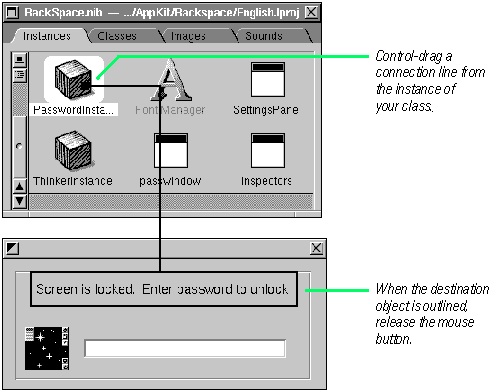 BackSpace.nib — .../AppKit/Backspace/English.lproj
Instances
Classes
Images
Sounds
PasswordInsta...
Font Manager
SettingsPane
ThinkerInstance
passwindow
Inspectors
Control-drag a
connection line from
the instance of
your class.
Screen is locked. Enter password to unlock
When the destination
object is outlined,
release the mouse
button.